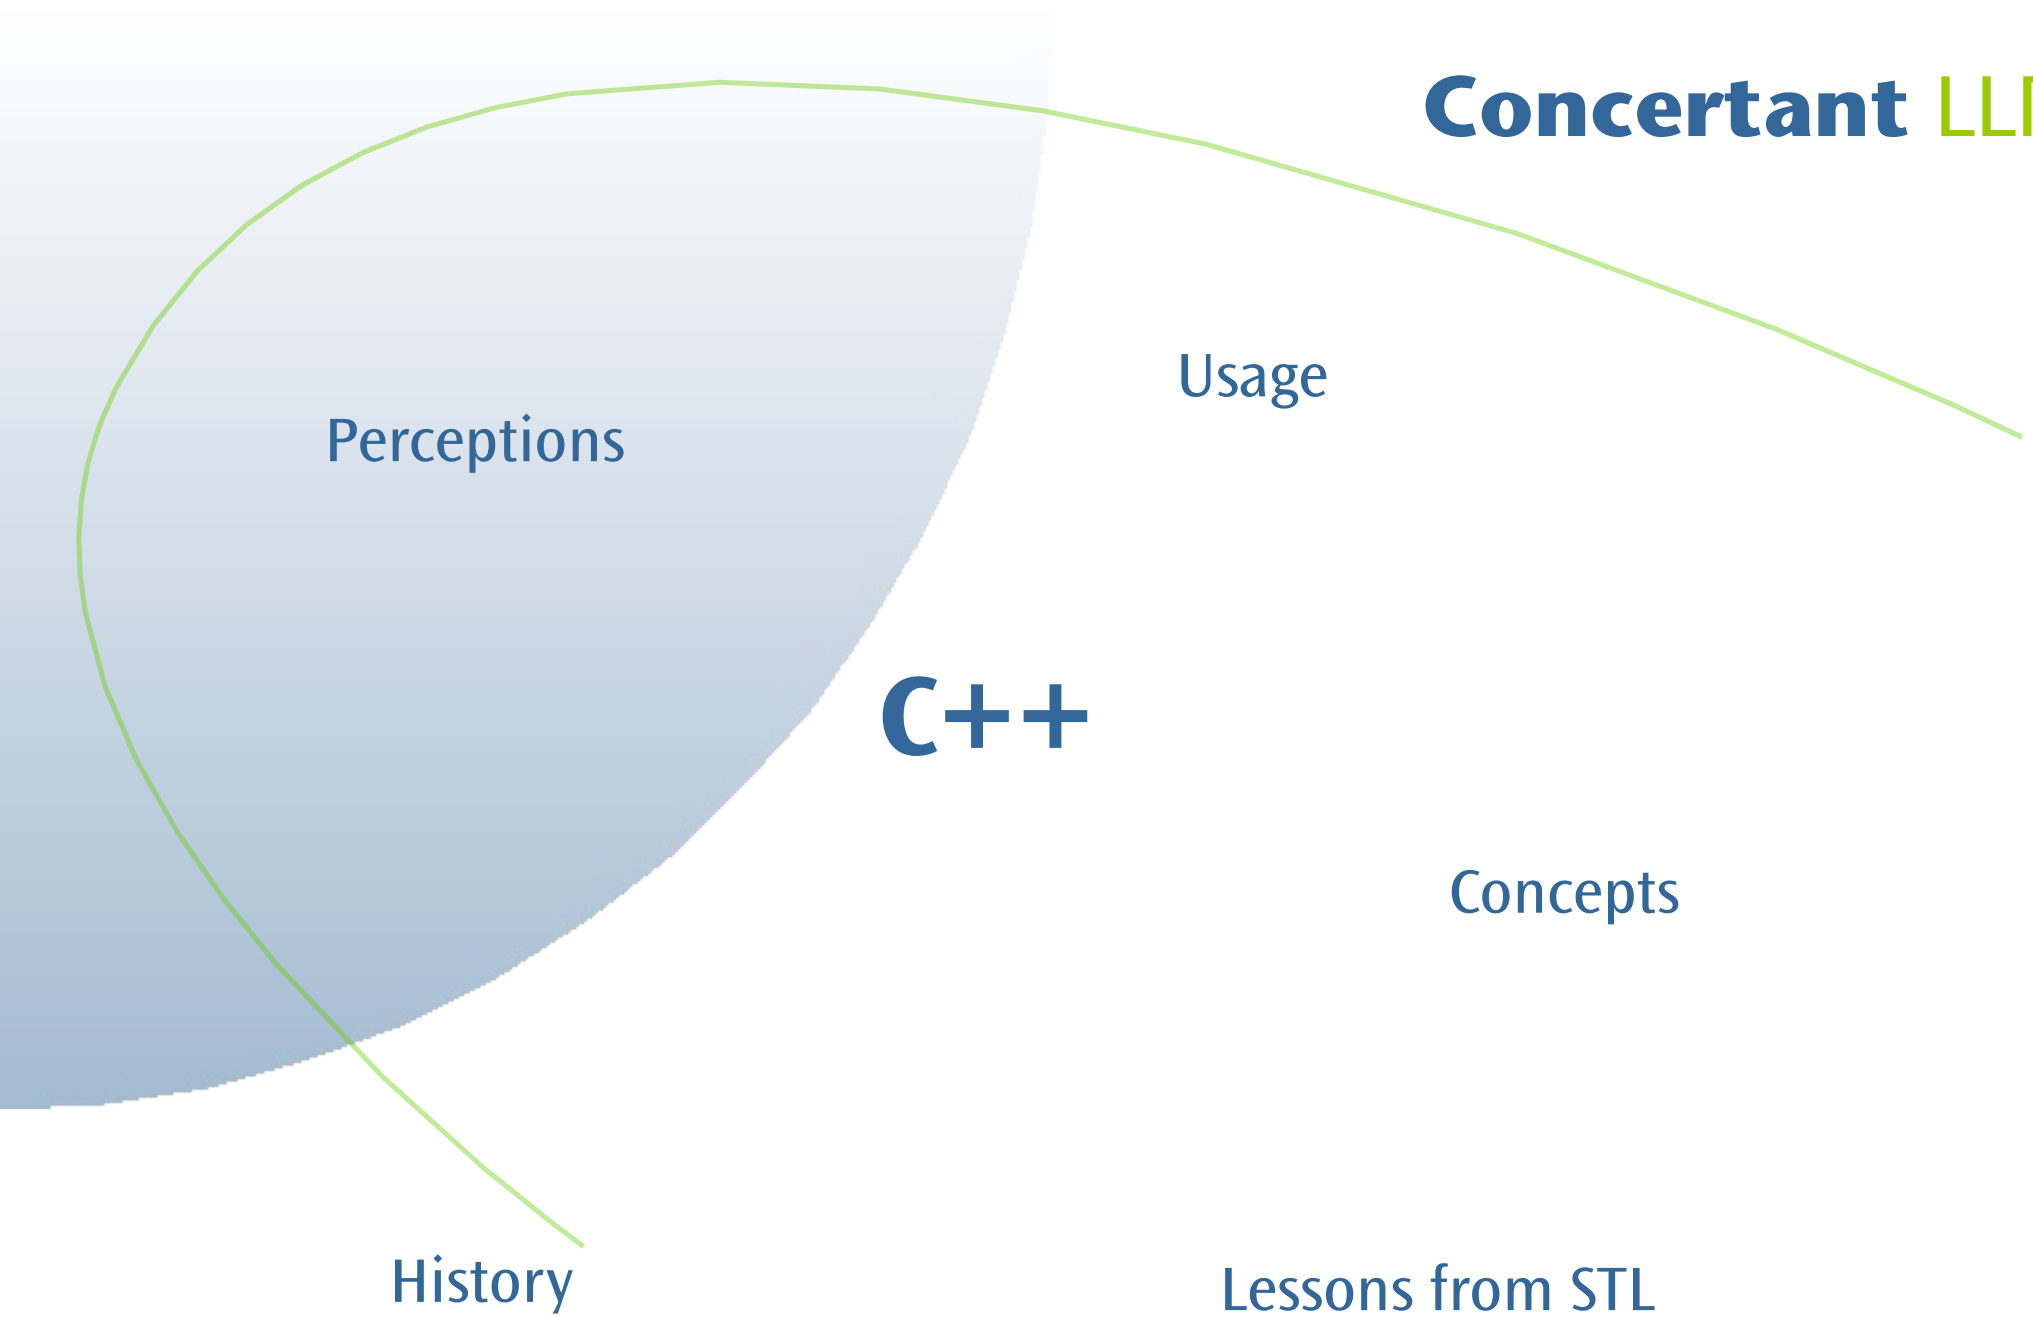 Concertant
Usage
Perceptions
C++
Concepts
History
Lessons from STL